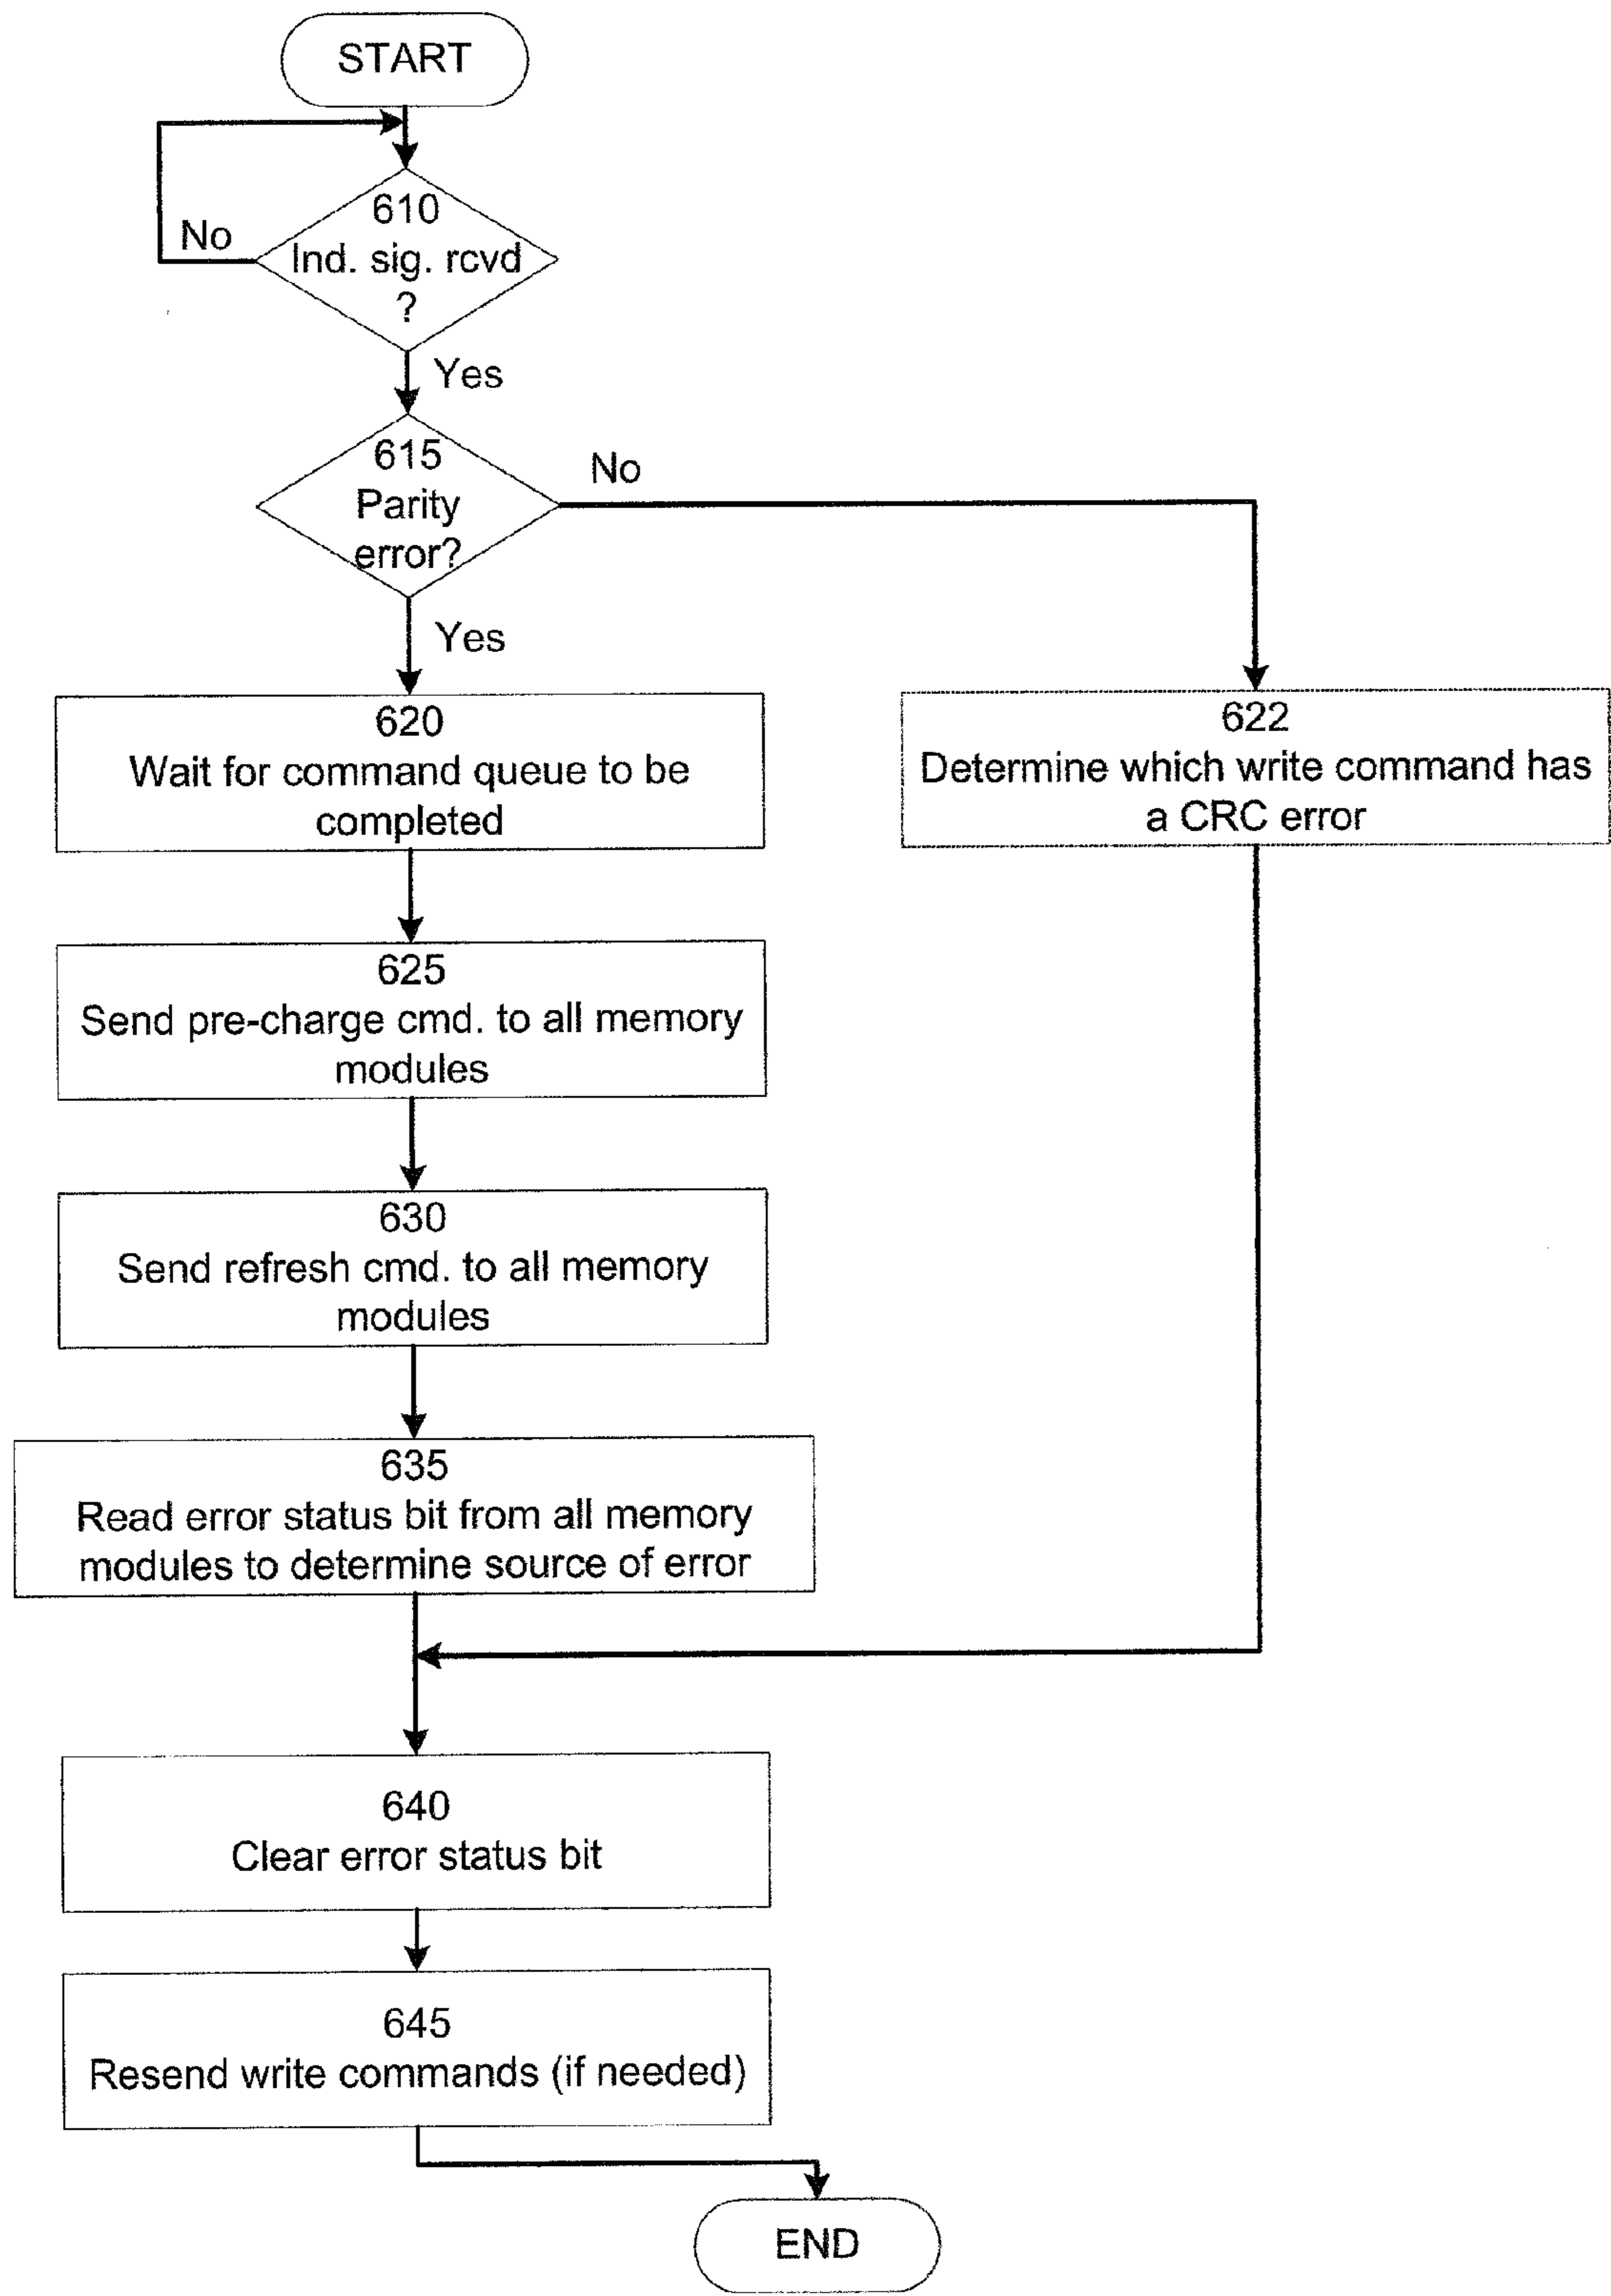 START
610
Ind. sig. rcvd
?
No
Yes
615
Parity
error?
No
Yes
620
Wait for command queue to be
completed
622
Determine which write command has
a CRC error
625
Send pre-charge cmd. to all memory
modules
630
Send refresh cmd. to all memory
modules
635
Read error status bit from all memory
modules to determine source of error
640
Clear error status bit
645
Resend write commands (if needed)
END